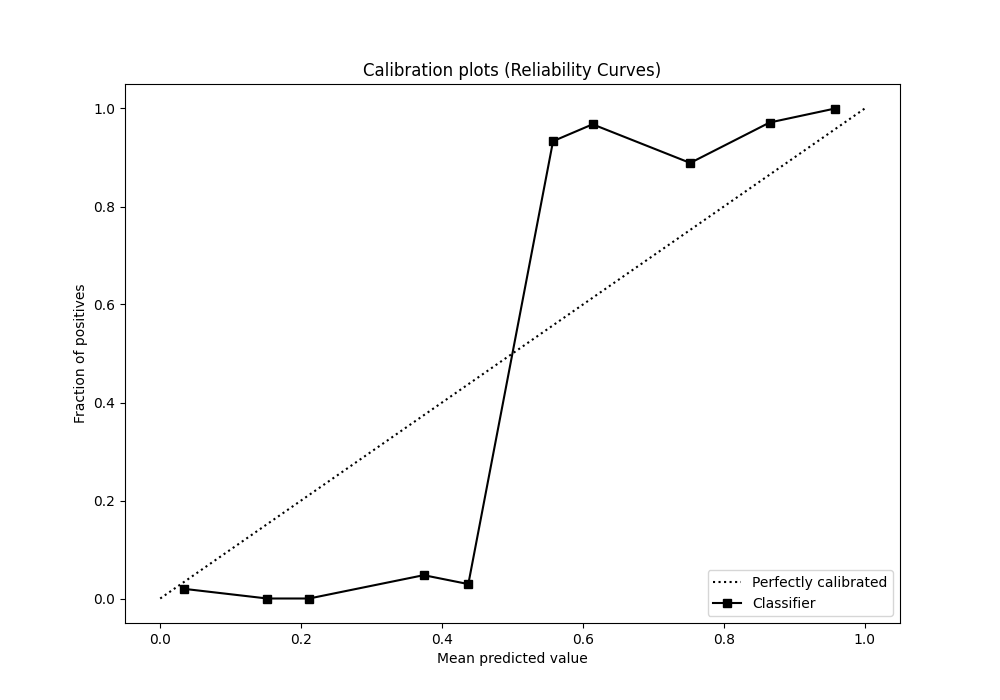 Calibration plots (Reliability Curves)
1.0
0.8
0.6
0.4
0.2
0.0
Fraction of positives
Perfectly calibrated
Classifier
0.0 0.2 0.4 0.6 0.8 1.0
Mean predicted value